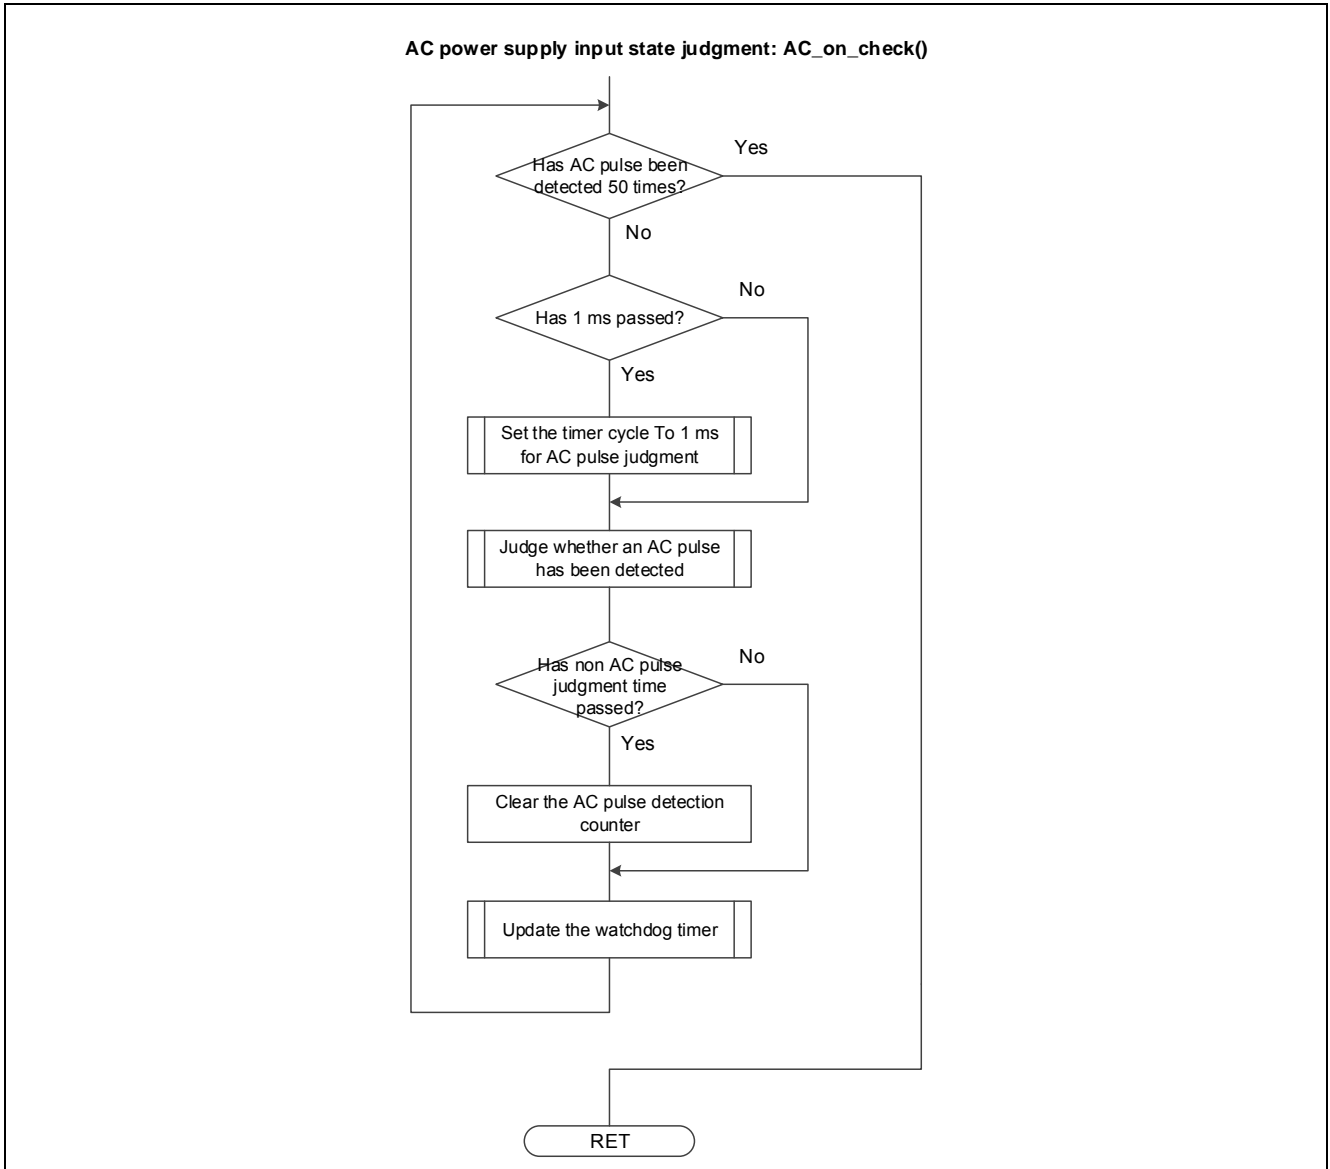 AC power supply input state judgment: AC_on_check()
Has AC pulse been
detected 50 times?
Yes
No
Has 1 ms passed?
No
Yes
Set the timer cycle To 1 ms
for AC pulse judgment
Judge whether an AC pulse
has been detected
Has non AC pulse
judgment time
passed?
No
Yes
Clear the AC pulse detection
counter
Update the watchdog timer
RET